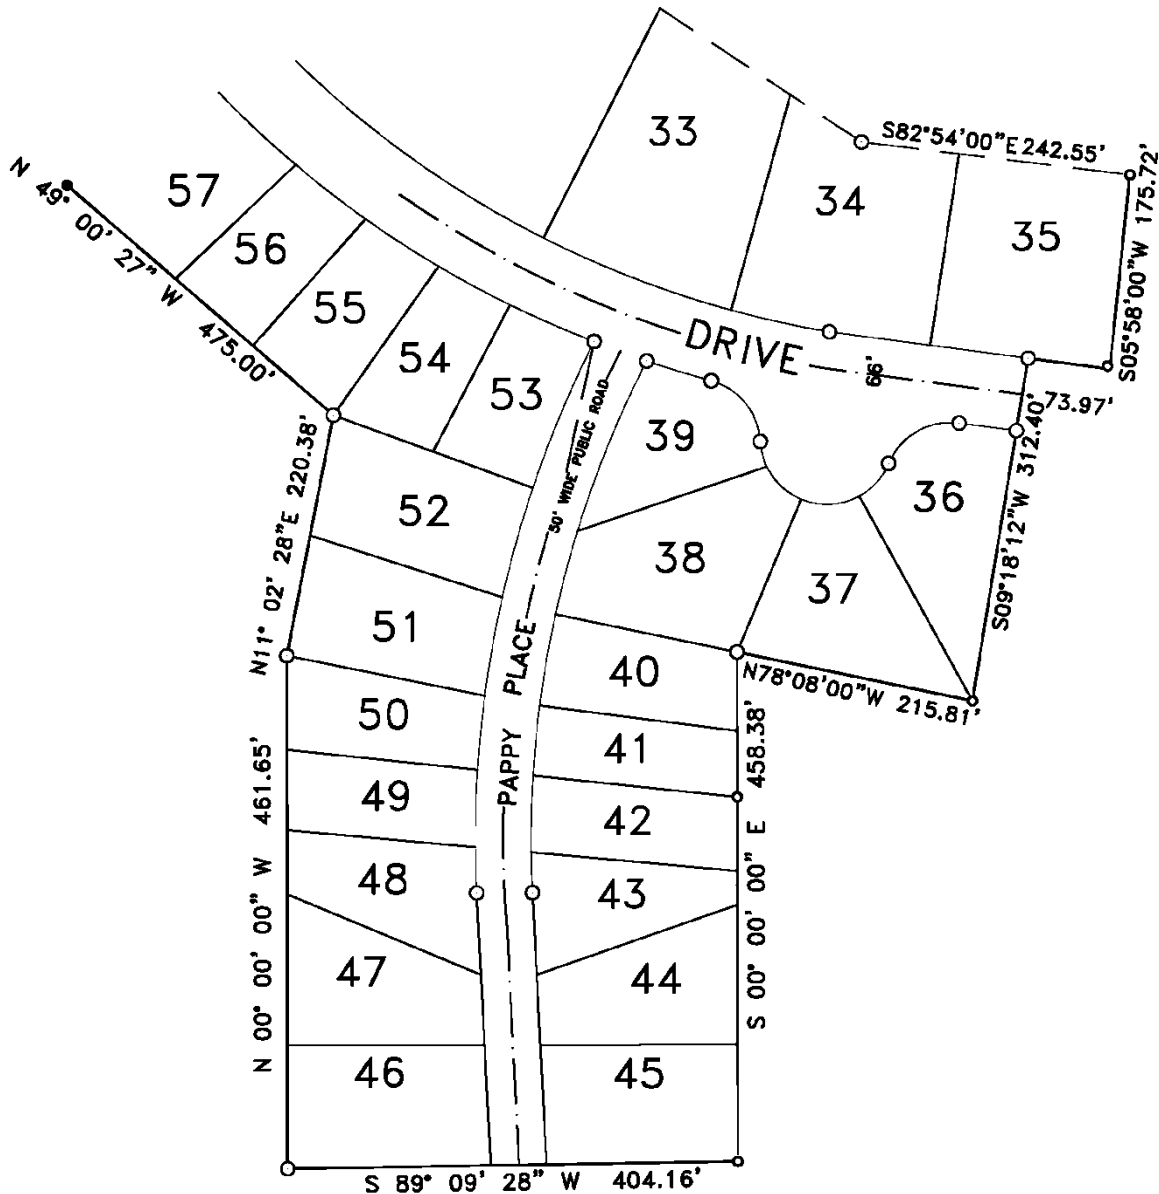 33
S82°54'00"E 242.55'
34
35
S05°58'00"W 175.72'
57
N 49° 00' 27" W 475.00'
56
55
54
53
DRIVE
66'
73.97'
50' WIDE PUBLIC ROAD
39
36
S09°18'12"W 312.40'
N11° 02' 28"E 220.38'
52
38
37
51
PAPPY PLACE
40
N78°08'00"W 215.81'
50
41
49
42
48
43
47
44
46
45
N 00° 00' 00" W 461.65'
S 00° 00' 00" E 458.38'
S 89° 09' 28" W 404.16'